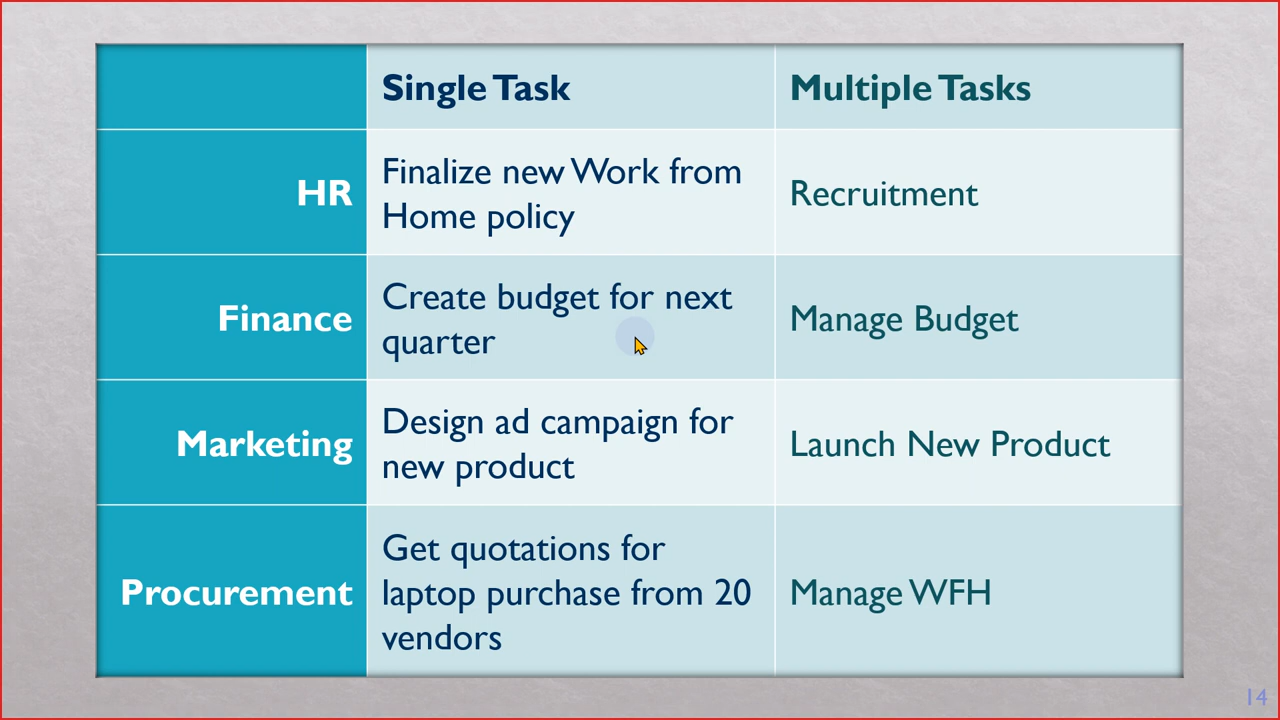 Single Task
Multiple Tasks
HR
Finalize new Work from
Home policy
Recruitment
Finance
Create budget for next
quarter
Manage Budget
Marketing
Design ad campaign for
new product
Launch New Product
Procurement
Get quotations for
laptop purchase from 20
vendors
Manage WFH
14